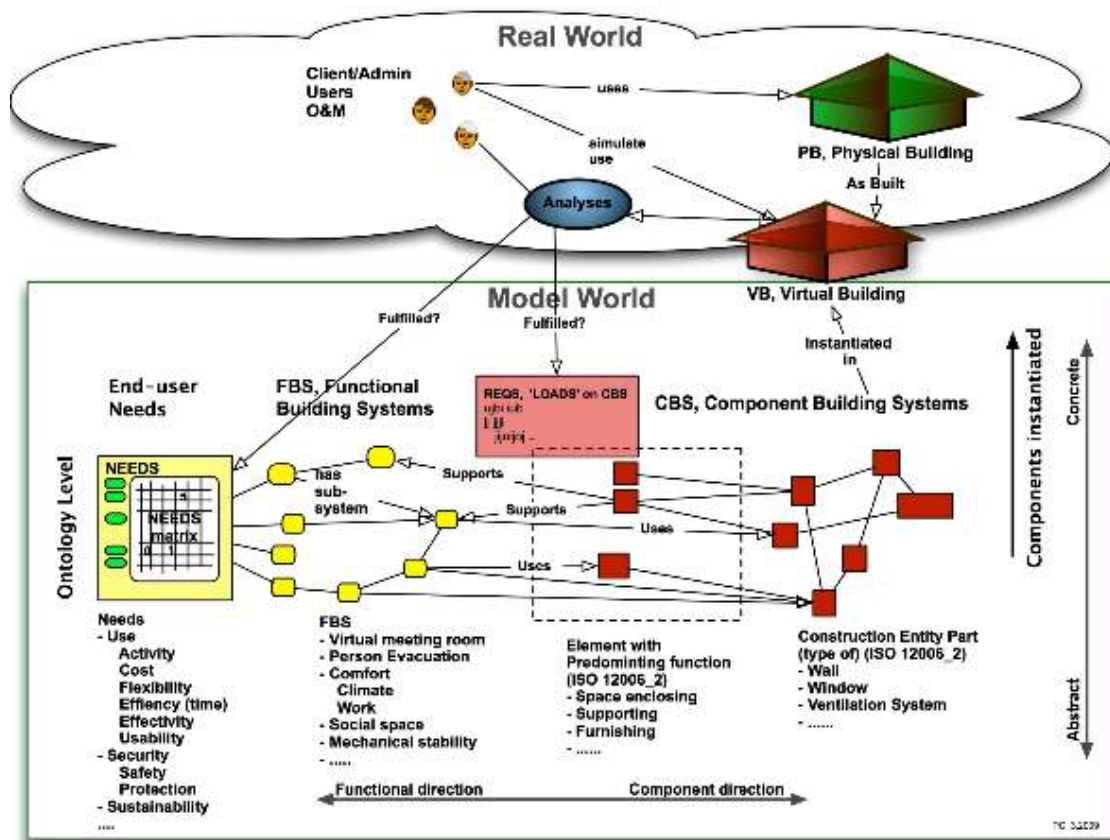 Real World
Client/Admin
Users
O&M
uses
simulate
use
PB, Physical Building
As Built
Analyses
VB, Virtual Building
Model World
Fulfilled?
Fulfilled?
Instantiated
in
End-user
Needs
FBS, Functional
Building Systems
REQS, 'LOADS' on CBS
CBS, Component Building Systems
Components instantiated
Concrete
Abstract
Ontology Level
NEEDS
NEEDS
matrix
0 1
has
sub-
system
Supports
Supports
Uses
Uses
Needs
- Use
Activity
Cost
Flexibility
Effiency (time)
Effectivity
Usability
- Security
Safety
Protection
- Sustainability
....
FBS
- Virtual meeting room
- Person Evacuation
- Comfort
Climate
Work
- Social space
- Mechanical stability
- .....
Element with
Predominting function
(ISO 12006_2)
- Space enclosing
- Supporting
- Furnishing
- ......
Construction Entity Part
(type of) (ISO 12006_2)
- Wall
- Window
- Ventilation System
- ......
Functional direction
Component direction